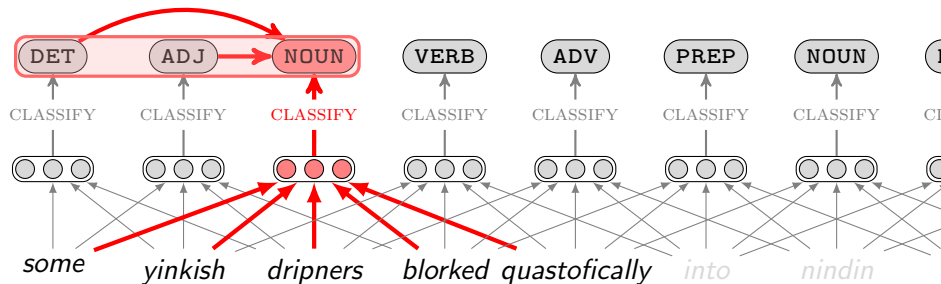 DET ADJ NOUN VERB ADV PREP NOUN
CLASSIFY CLASSIFY CLASSIFY CLASSIFY CLASSIFY CLASSIFY CLASSIFY
some yinkish dripners blorked quastofically into nindin